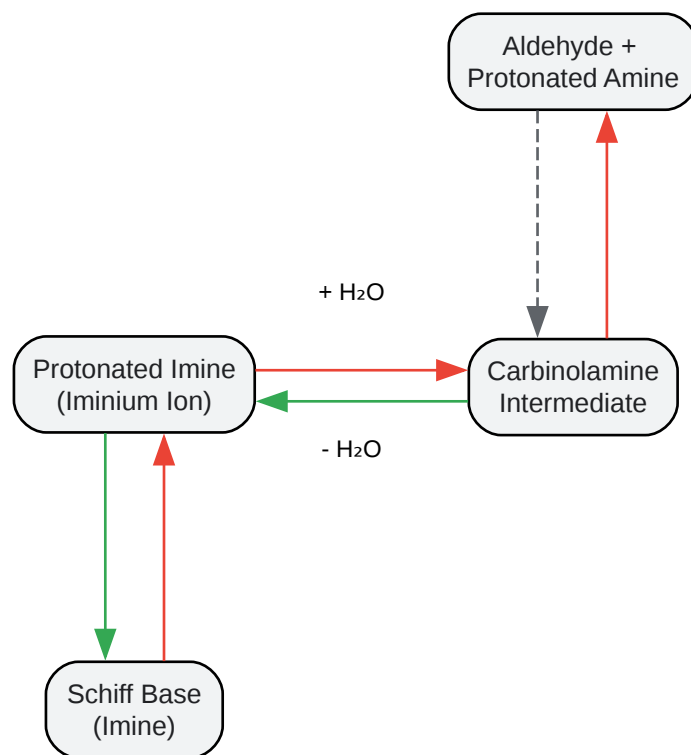 Aldehyde +
Protonated Amine
+ H₂O
Protonated Imine
(Iminium Ion)
Carbinolamine
Intermediate
- H₂O
Schiff Base
(Imine)